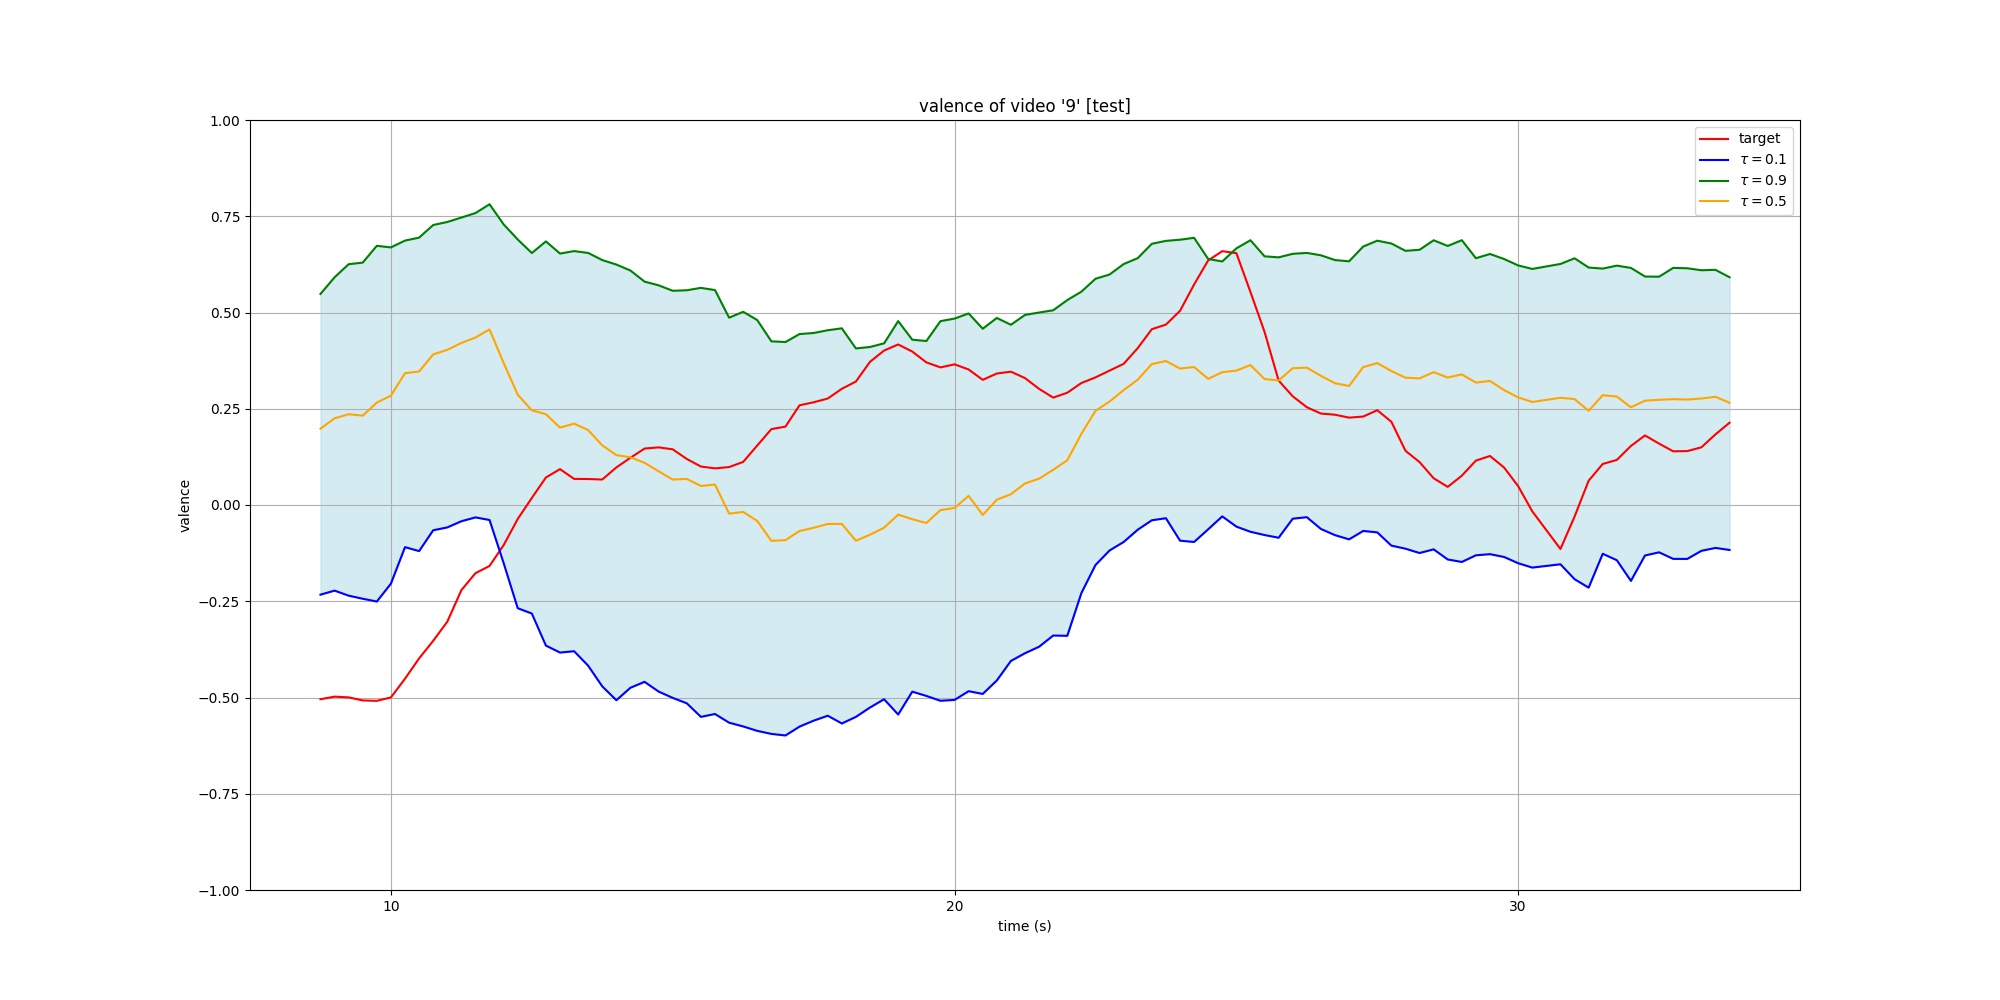 valence of video '9' [test]
target
τ = 0.1
τ = 0.9
τ = 0.5
valence
1.00
0.75
0.50
0.25
0.00
−0.25
−0.50
−0.75
−1.00
10
20
30
time (s)